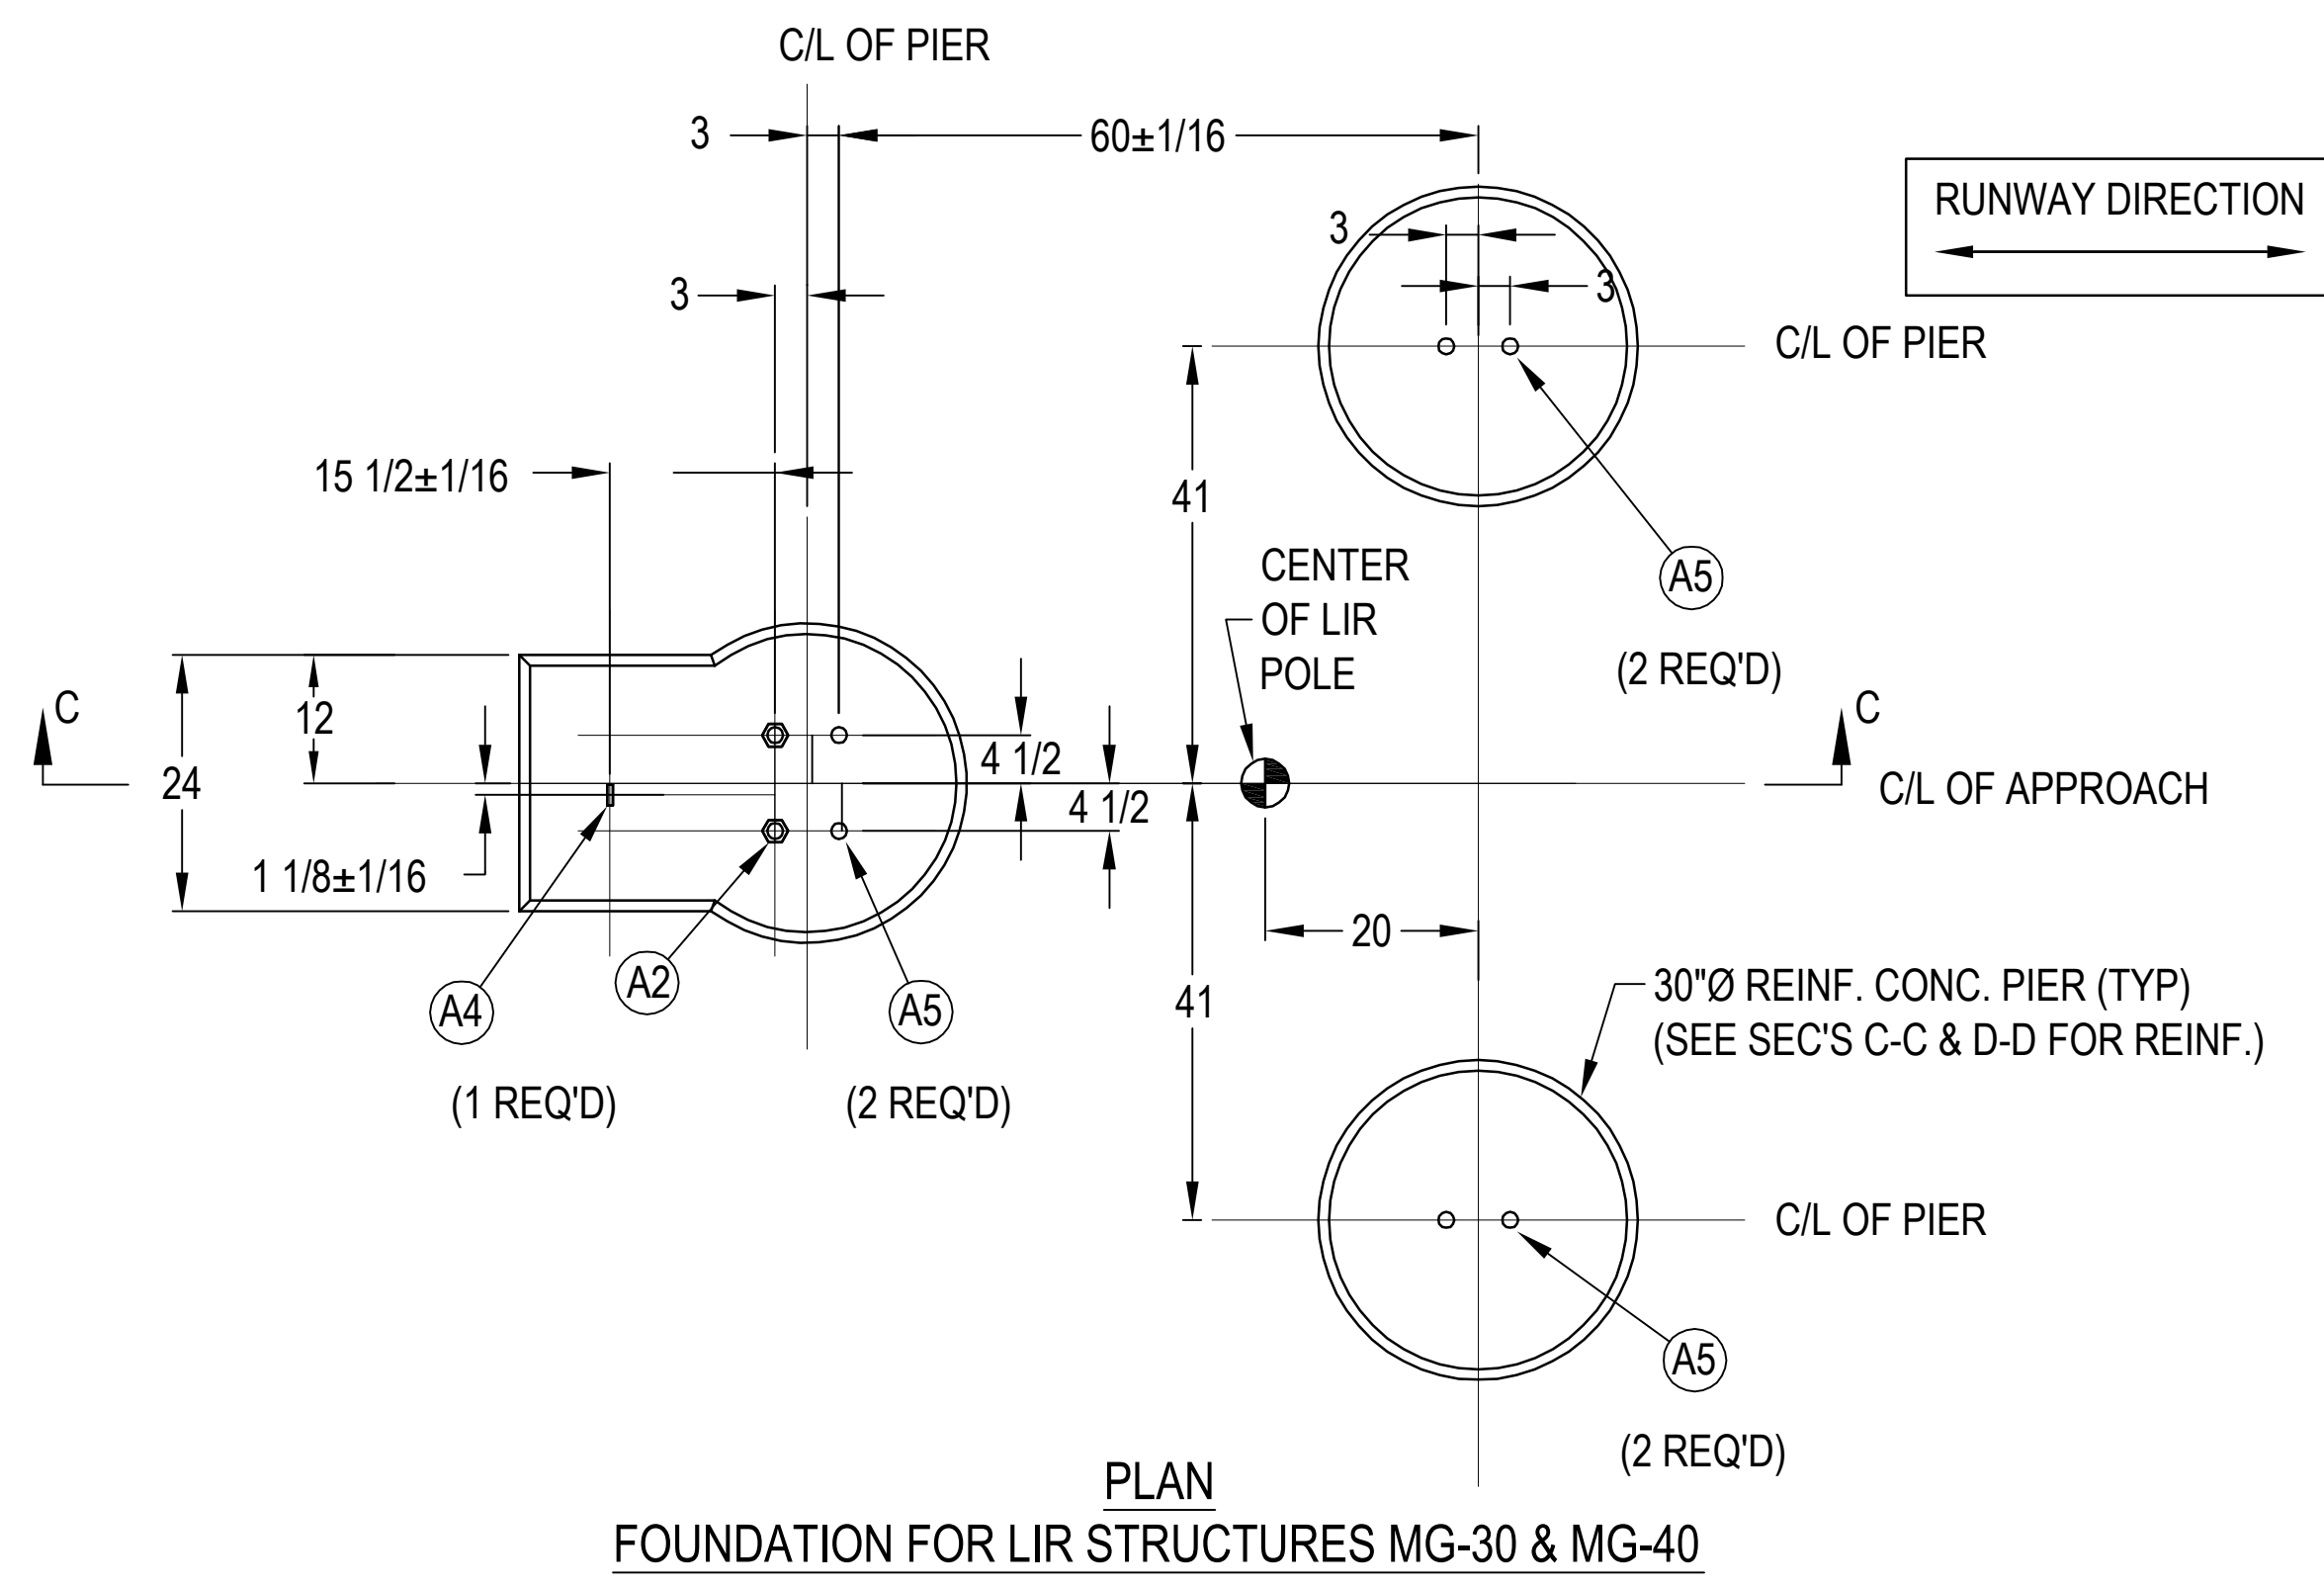 C/L OF PIER
3
60±1/16
RUNWAY DIRECTION
3
3
3
C/L OF PIER
15 1/2±1/16
41
CENTER
OF LIR
POLE
A5
(2 REQ'D)
C
12
24
4 1/2
4 1/2
C
C/L OF APPROACH
1 1/8±1/16
20
A4
A2
A5
41
30"Ø REINF. CONC. PIER (TYP)
(SEE SEC'S C-C & D-D FOR REINF.)
(1 REQ'D)
(2 REQ'D)
C/L OF PIER
A5
(2 REQ'D)
PLAN
FOUNDATION FOR LIR STRUCTURES MG-30 & MG-40